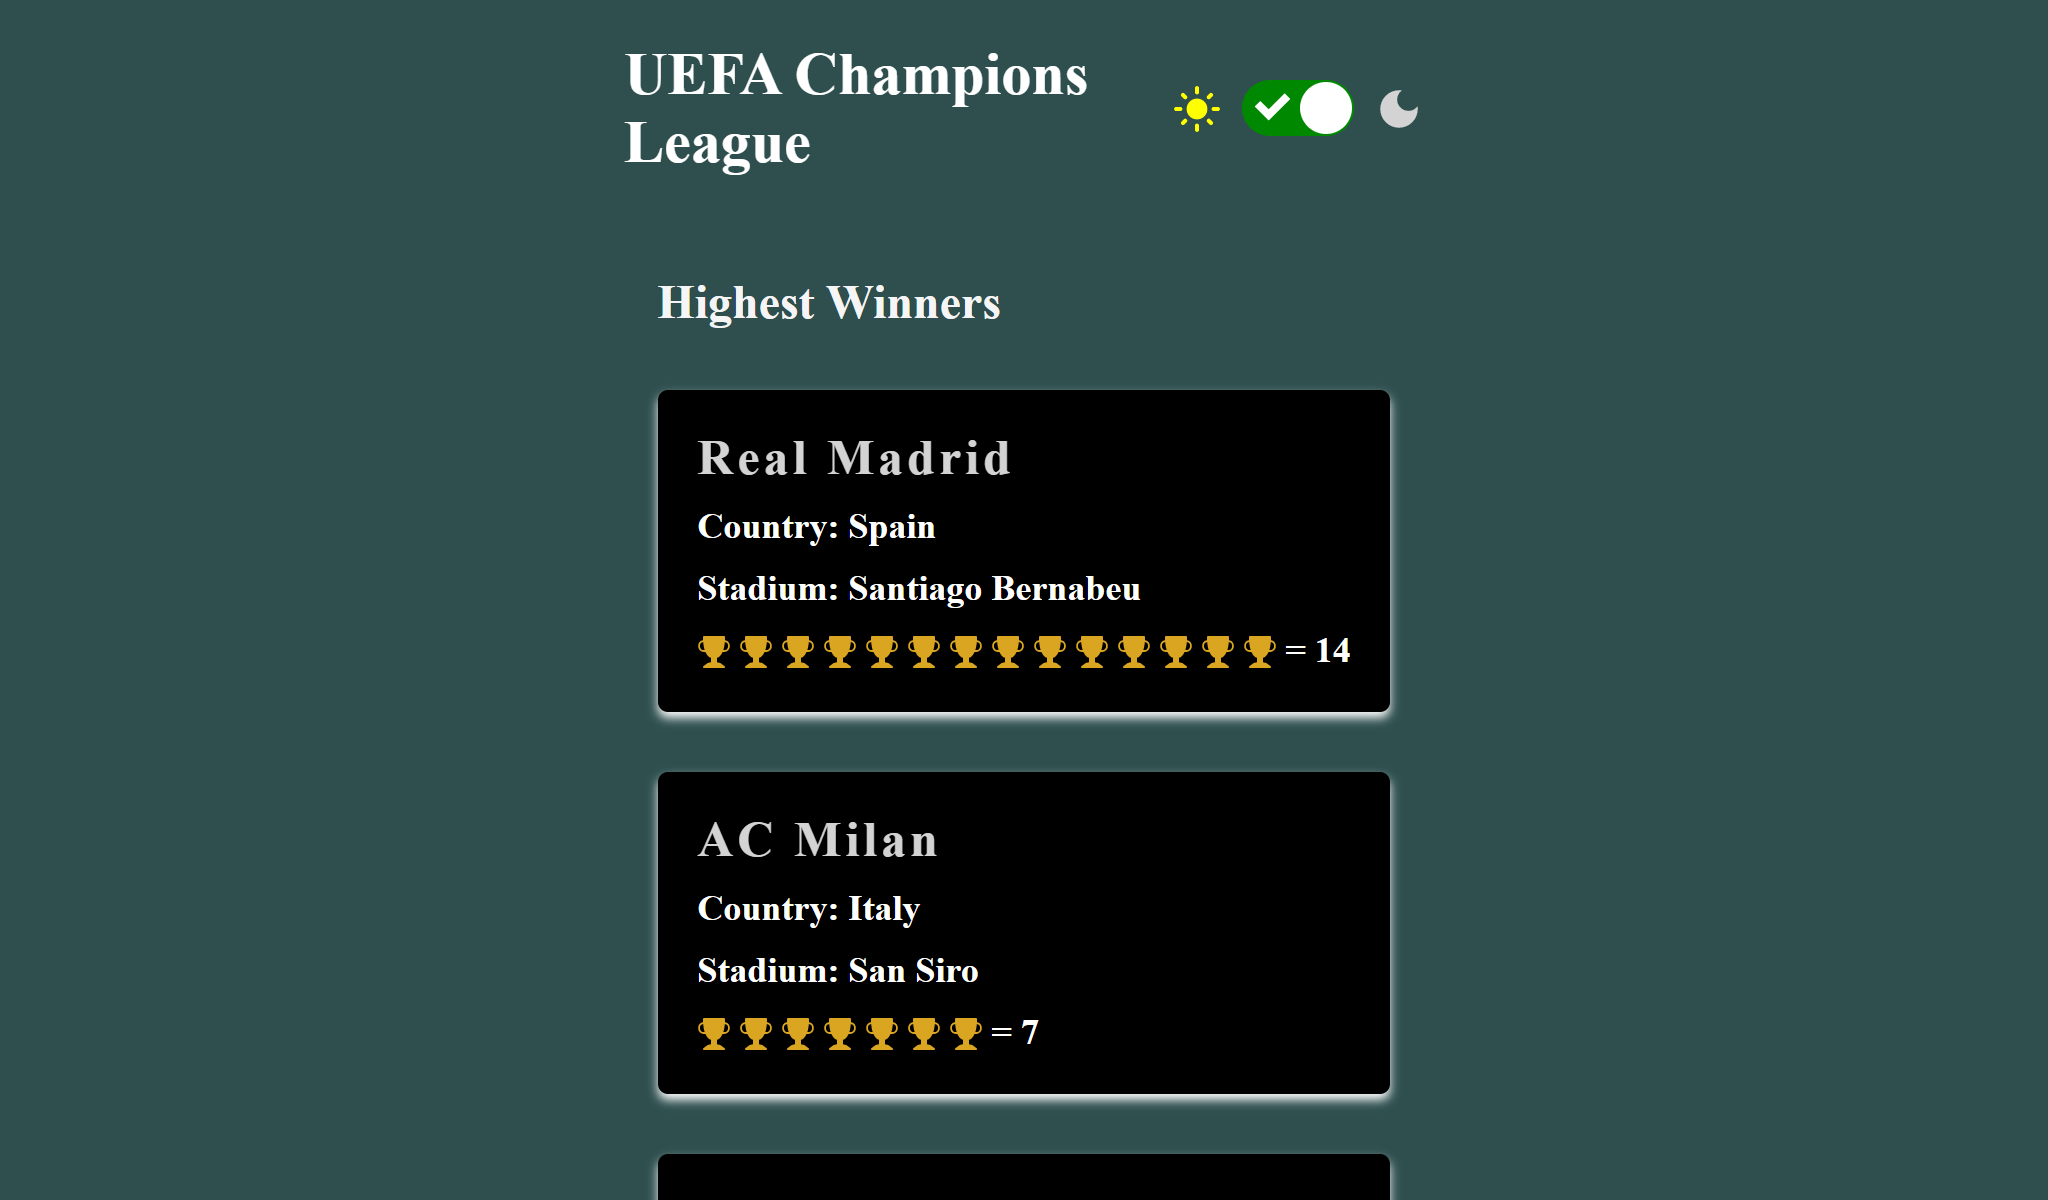 UEFA Champions
League
Highest Winners
Real Madrid
Country: Spain
Stadium: Santiago Bernabeu
= 14
AC Milan
Country: Italy
Stadium: San Siro
= 7